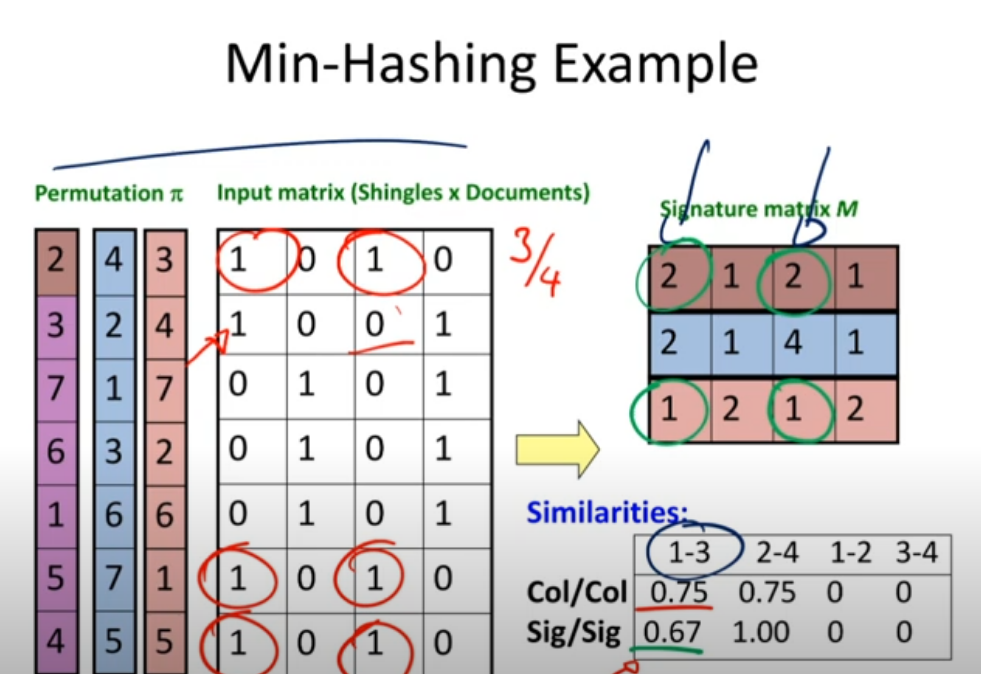 Min-Hashing Example
Permutation π Input matrix (Shingles x Documents) Signature matrix M
2 4 3 1 0 1 0 3/4
3 2 4 1 0 0 1
7 1 7 0 1 0 1
6 3 2 0 1 0 1
1 6 6 0 1 0 1
5 7 1 1 0 1 0
4 5 5 1 0 1 0
2 1 2 1
2 1 4 1
1 2 1 2
Similarities:
1-3 2-4 1-2 3-4
Col/Col 0.75 0.75 0 0
Sig/Sig 0.67 1.00 0 0